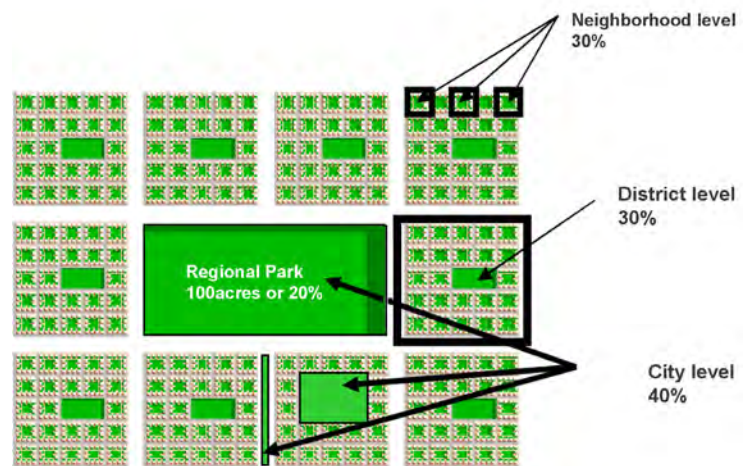 Neighborhood level
30%
District level
30%
Regional Park
100acres or 20%
City level
40%